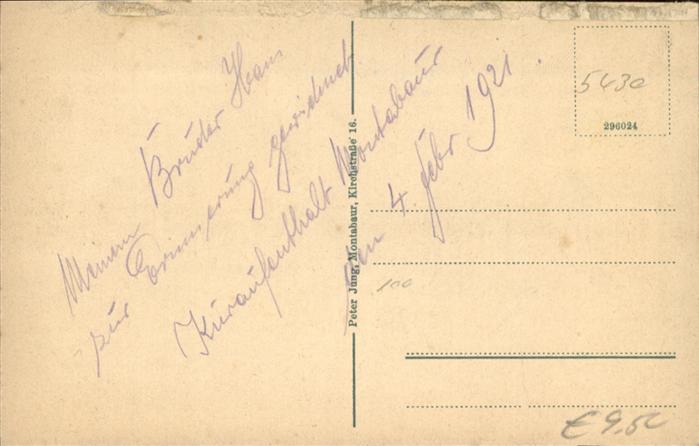 Meinem Bruder Hans
zur Erinnerung gewidmet
Kuraufenthalt Montabaur
den 4 Febr 1921.
Peter Jung, Montabaur, Kirchstraße 16.
5430
296024
100
€ 9,50